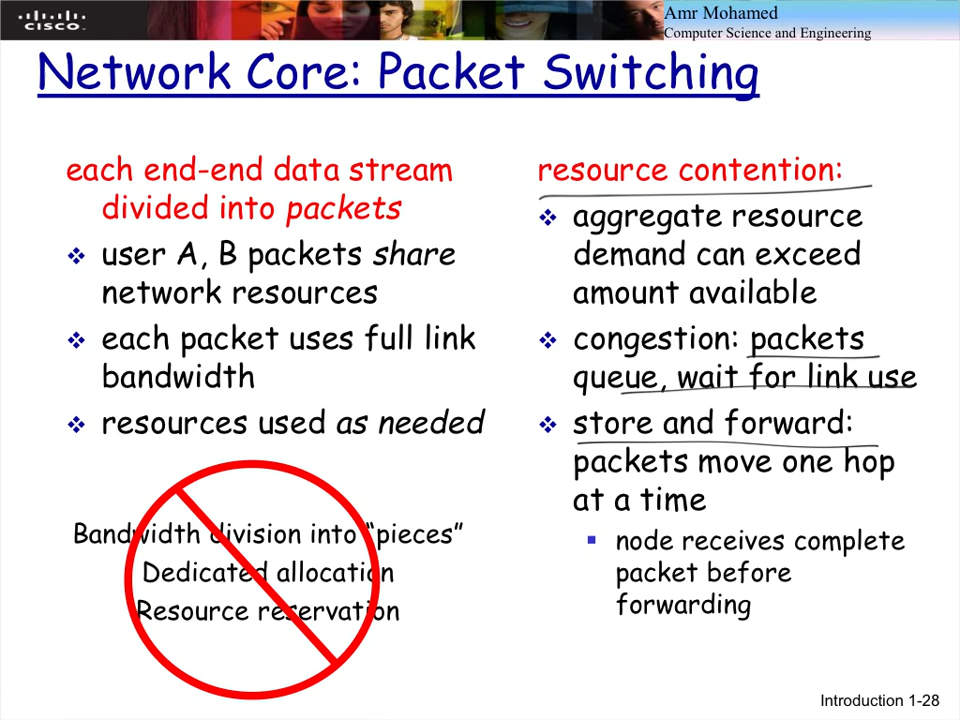 cisco
Amr Mohamed
Computer Science and Engineering
Network Core: Packet Switching
each end-end data stream
divided into packets
user A, B packets share
network resources
each packet uses full link
bandwidth
resources used as needed
Bandwidth division into “pieces”
Dedicated allocation
Resource reservation
resource contention:
aggregate resource
demand can exceed
amount available
congestion: packets
queue, wait for link use
store and forward:
packets move one hop
at a time
node receives complete
packet before
forwarding
Introduction 1-28